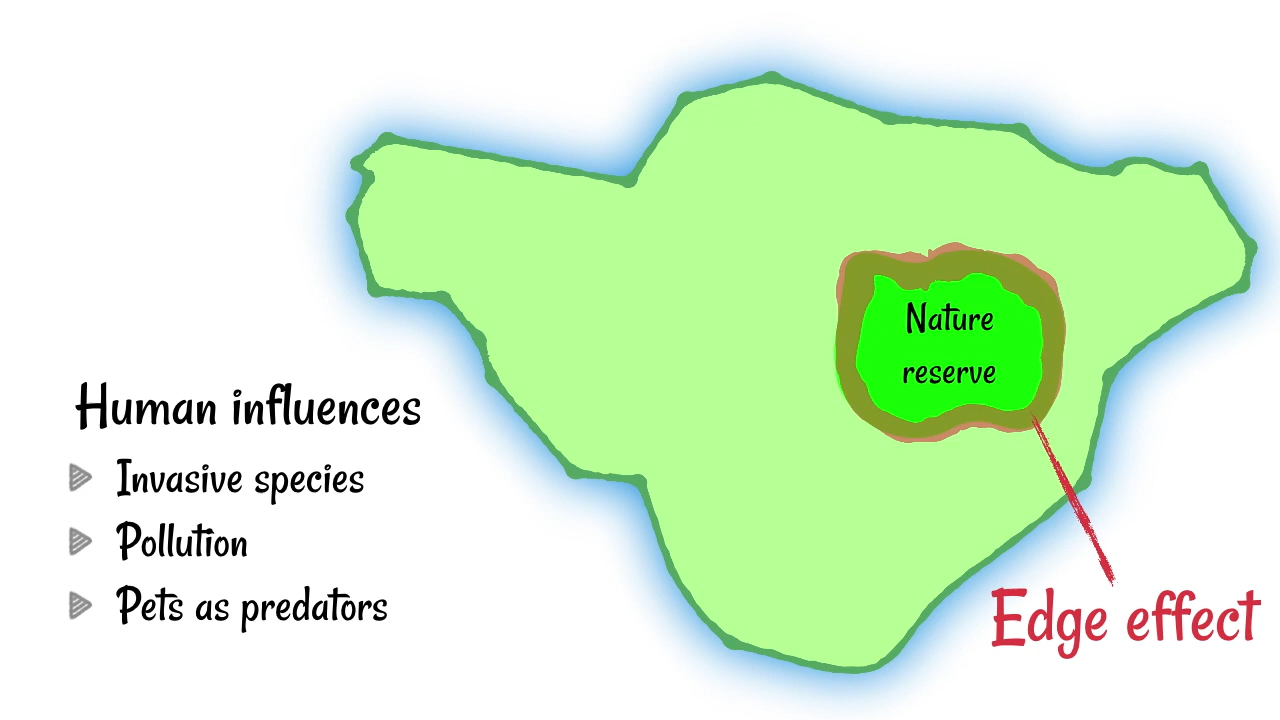 Nature
reserve
Human influences
Invasive species
Pollution
Pets as predators
Edge effect